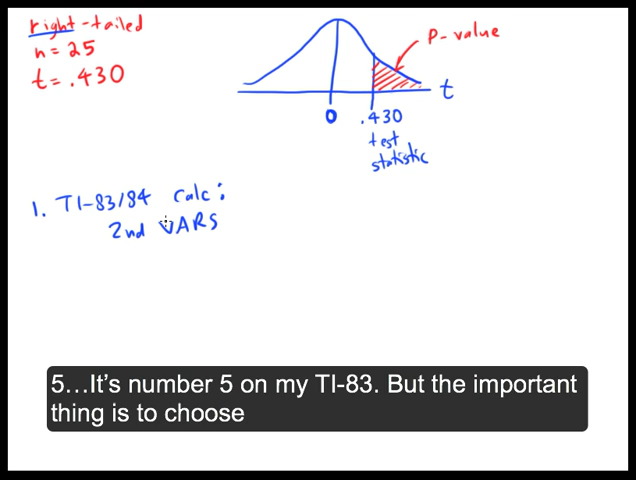 right-tailed
n = 25
t = .430
P-value
t
0
.430
test
statistic
1. TI-83/84 Calc:
2nd VARS
5…It’s number 5 on my TI-83. But the important
thing is to choose